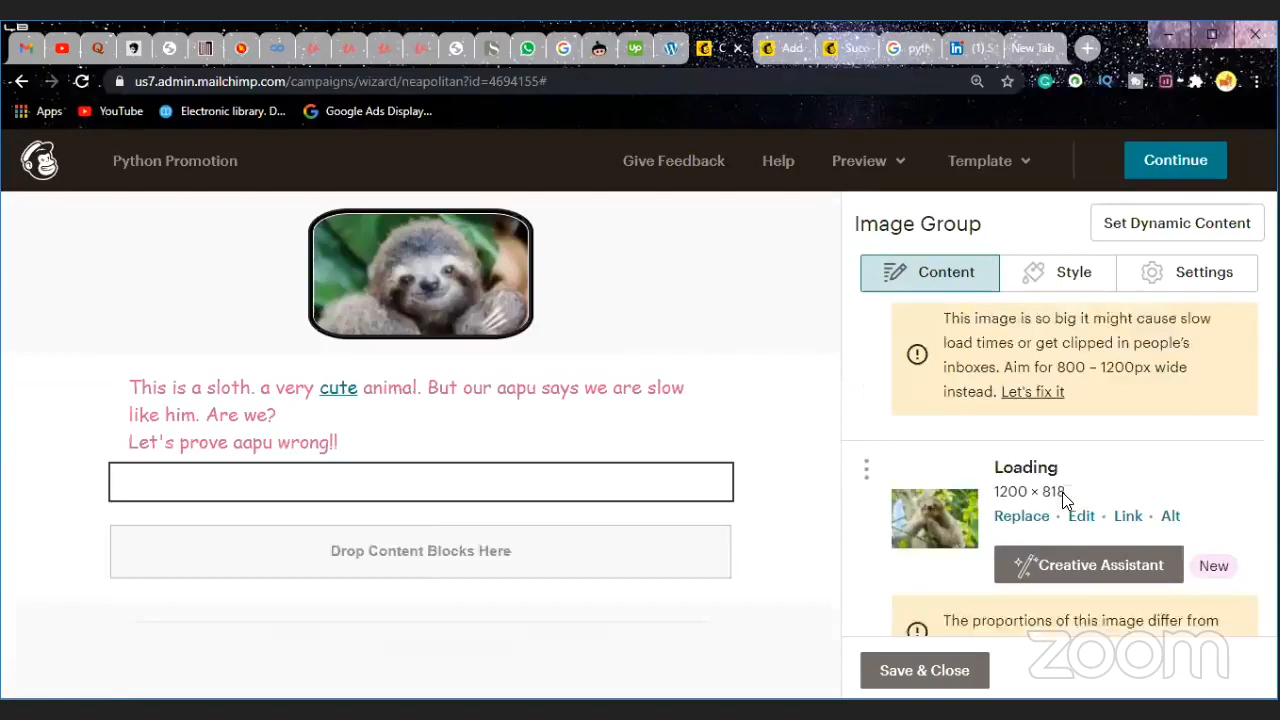 Add
Succ
pyth
(1) S
New Tab
us7.admin.mailchimp.com/campaigns/wizard/neapolitan?id=4694155#
Apps
YouTube
Electronic library. D...
Google Ads Display...
Python Promotion
Give Feedback
Help
Preview
Template
Continue
Image Group
Set Dynamic Content
Content
Style
Settings
This image is so big it might cause slow
load times or get clipped in people's
inboxes. Aim for 800 – 1200px wide
instead. Let's fix it
This is a sloth. a very cute animal. But our aapu says we are slow
like him. Are we?
Let's prove aapu wrong!!
Loading
1200 × 818
Replace · Edit · Link · Alt
Drop Content Blocks Here
Creative Assistant
New
The proportions of this image differ from
Save & Close
zoom